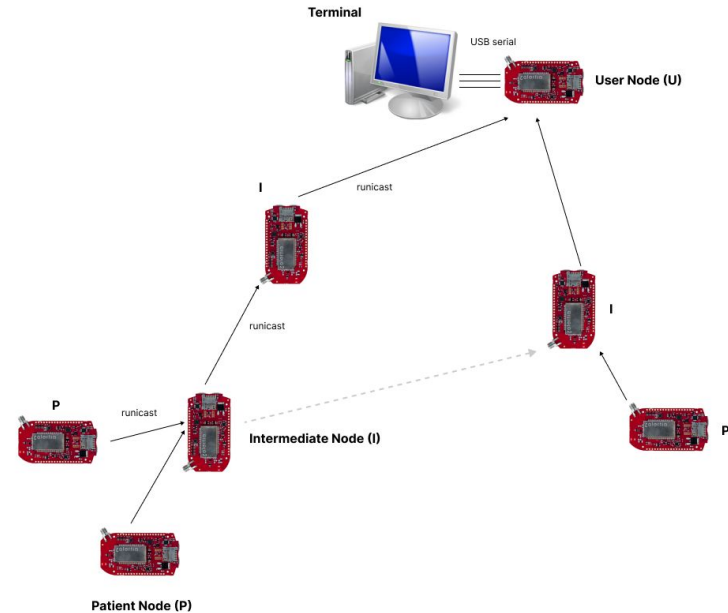 Terminal
USB serial
User Node (U)
I
runicast
I
runicast
P
runicast
Intermediate Node (I)
P
Patient Node (P)